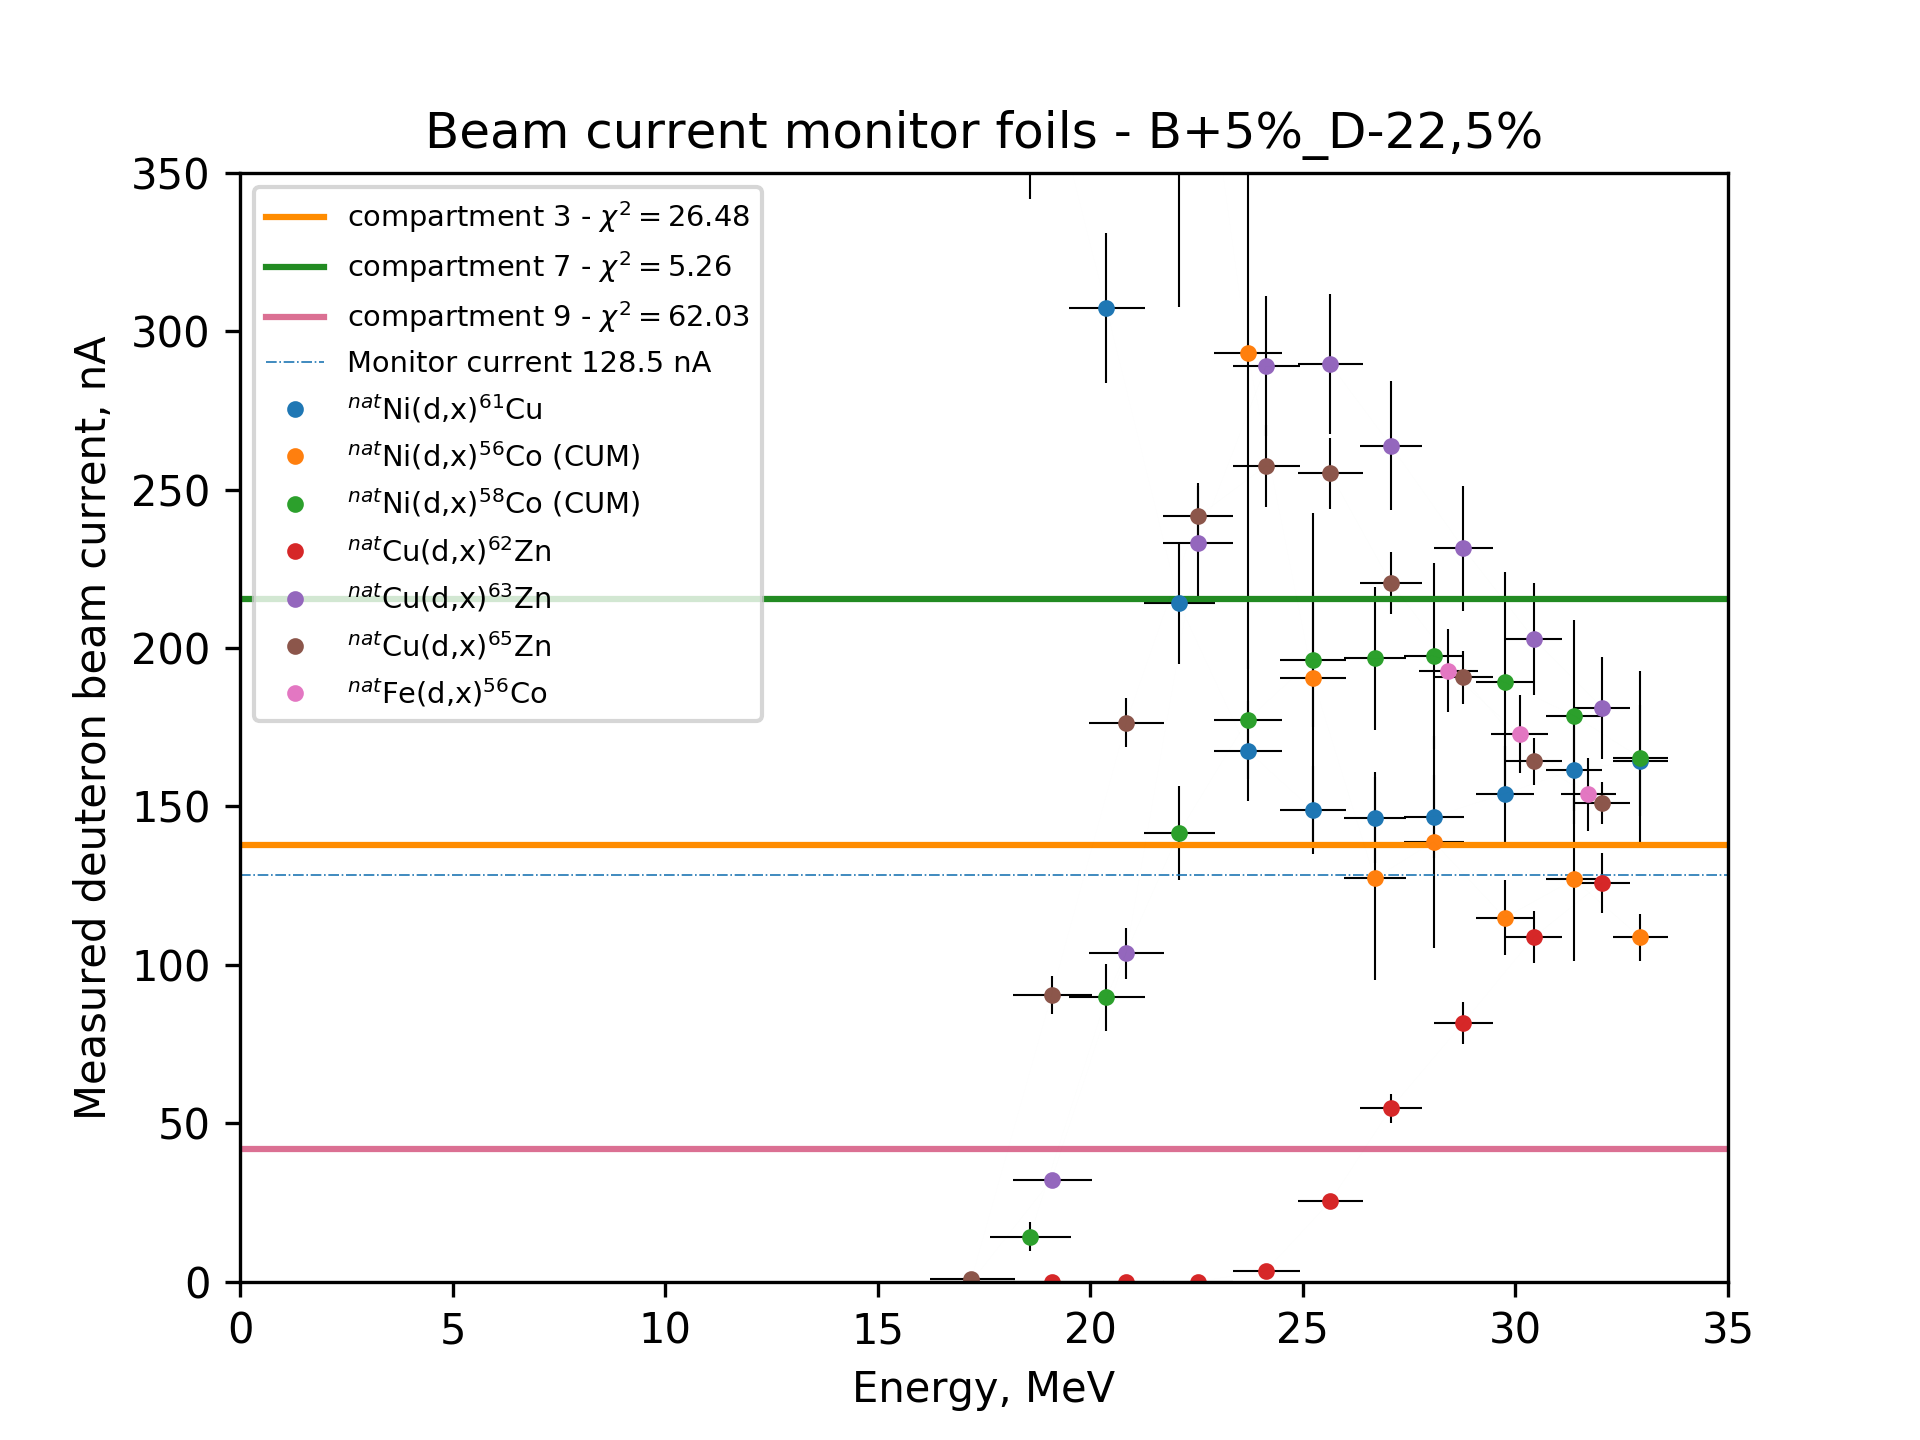 Beam current monitor foils - B+5%_D-22,5%
350
300
250
200
150
100
50
0
Measured deuteron beam current, nA
compartment 3 - χ² = 26.48
compartment 7 - χ² = 5.26
compartment 9 - χ² = 62.03
Monitor current 128.5 nA
ⁿᵃᵗNi(d,x)⁶¹Cu
ⁿᵃᵗNi(d,x)⁵⁶Co (CUM)
ⁿᵃᵗNi(d,x)⁵⁸Co (CUM)
ⁿᵃᵗCu(d,x)⁶²Zn
ⁿᵃᵗCu(d,x)⁶³Zn
ⁿᵃᵗCu(d,x)⁶⁵Zn
ⁿᵃᵗFe(d,x)⁵⁶Co
0 5 10 15 20 25 30 35
Energy, MeV